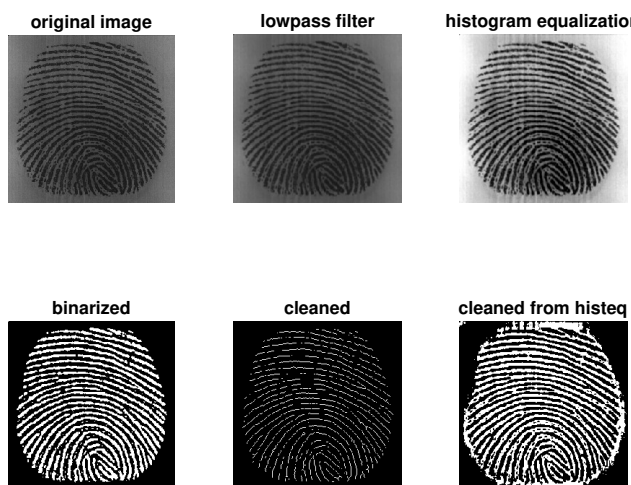 original image
lowpass filter
histogram equalization
binarized
cleaned
cleaned from histeq